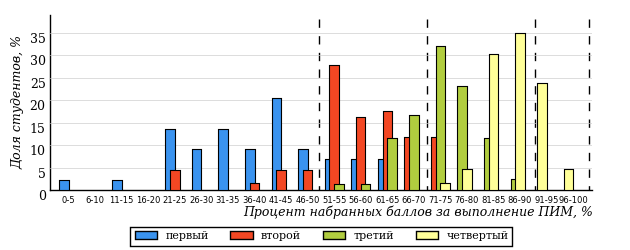 Доля студентов, %
35
30
25
20
15
10
5
0
0-5 6-10 11-15 16-20 21-25 26-30 31-35 36-40 41-45 46-50 51-55 56-60 61-65 66-70 71-75 76-80 81-85 86-90 91-95 96-100
Процент набранных баллов за выполнение ПИМ, %
первый второй третий четвертый